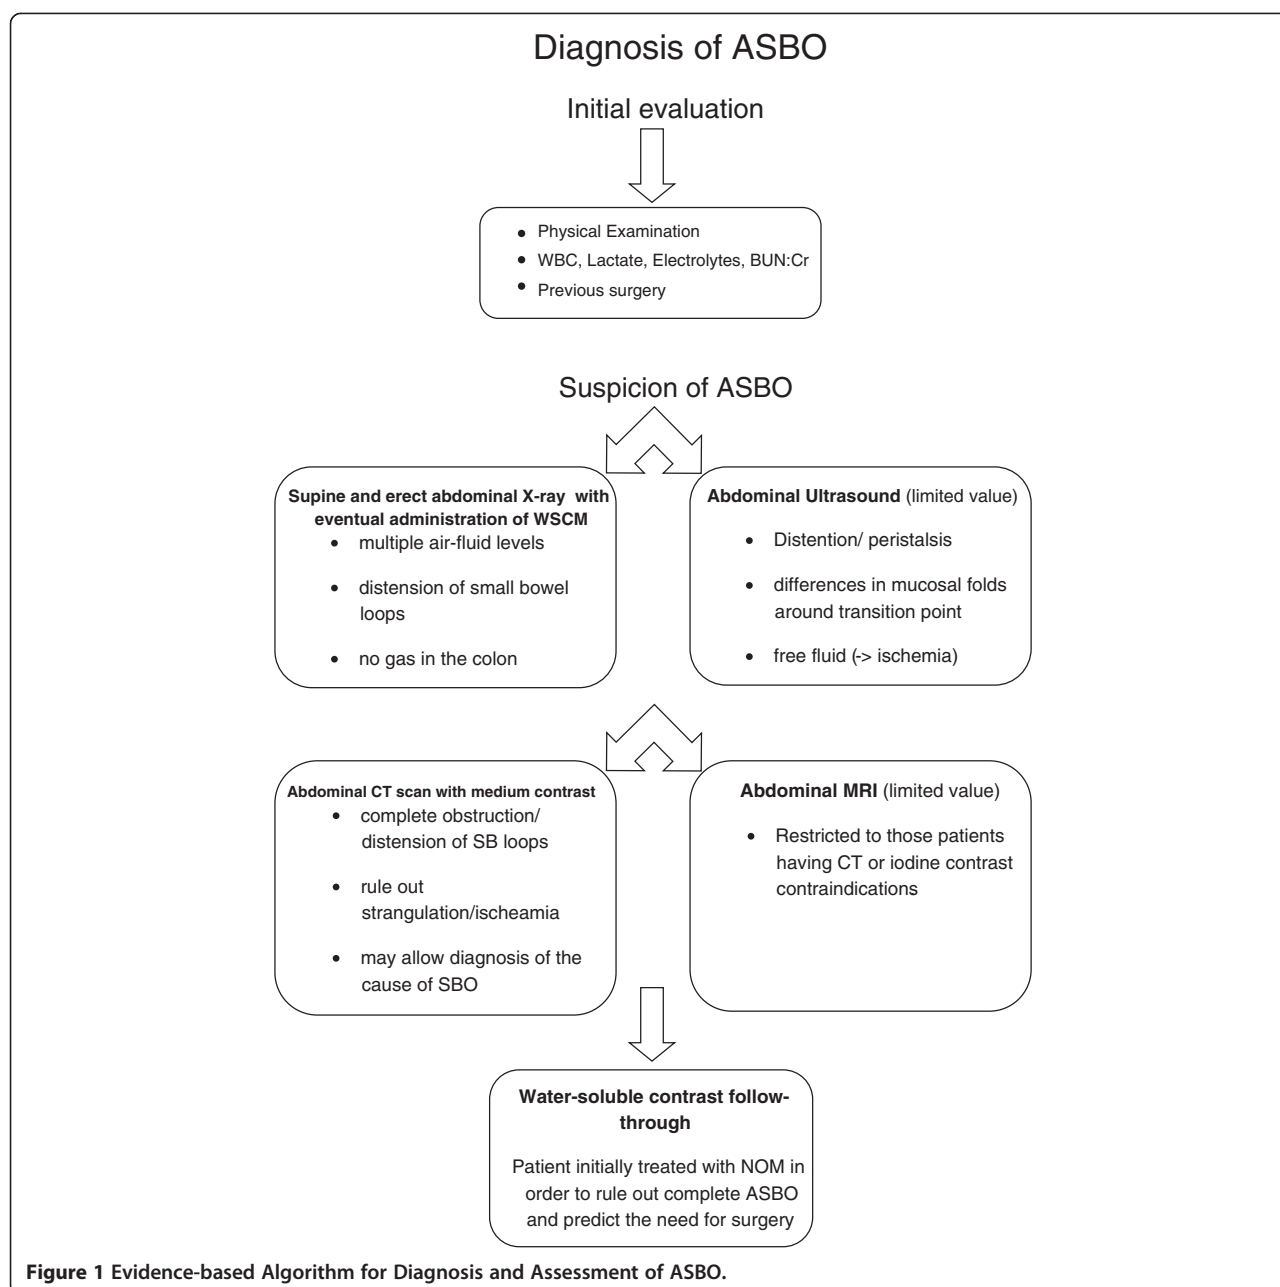 Diagnosis of ASBO
Initial evaluation
• Physical Examination
• WBC, Lactate, Electrolytes, BUN:Cr
• Previous surgery
Suspicion of ASBO
Supine and erect abdominal X-ray with
eventual administration of WSCM
• multiple air-fluid levels
• distension of small bowel
loops
• no gas in the colon
Abdominal Ultrasound (limited value)
• Distention/ peristalsis
• differences in mucosal folds
around transition point
• free fluid (-> ischemia)
Abdominal CT scan with medium contrast
• complete obstruction/
distension of SB loops
• rule out
strangulation/ischeamia
• may allow diagnosis of the
cause of SBO
Abdominal MRI (limited value)
• Restricted to those patients
having CT or iodine contrast
contraindications
Water-soluble contrast follow-
through
Patient initially treated with NOM in
order to rule out complete ASBO
and predict the need for surgery
Figure 1 Evidence-based Algorithm for Diagnosis and Assessment of ASBO.